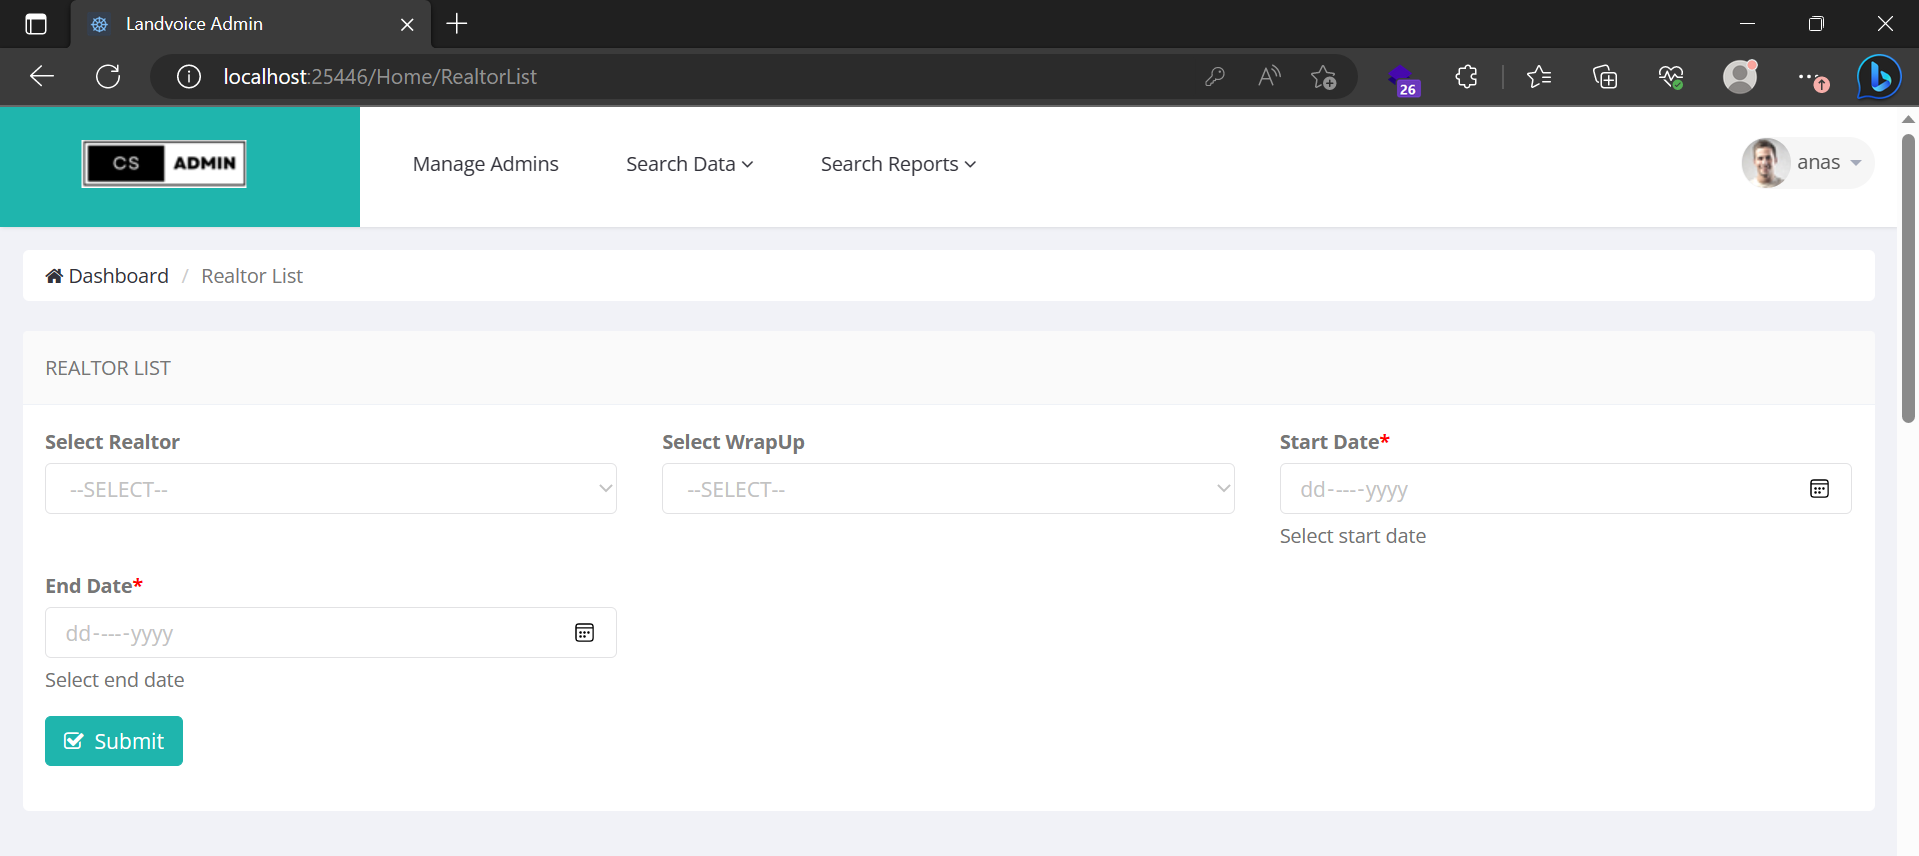 Landvoice Admin
localhost:25446/Home/RealtorList
26
CS ADMIN
Manage Admins
Search Data
Search Reports
anas
Dashboard / Realtor List
REALTOR LIST
Select Realtor
Select WrapUp
Start Date*
--SELECT--
--SELECT--
dd-----yyyy
Select start date
End Date*
dd-----yyyy
Select end date
Submit